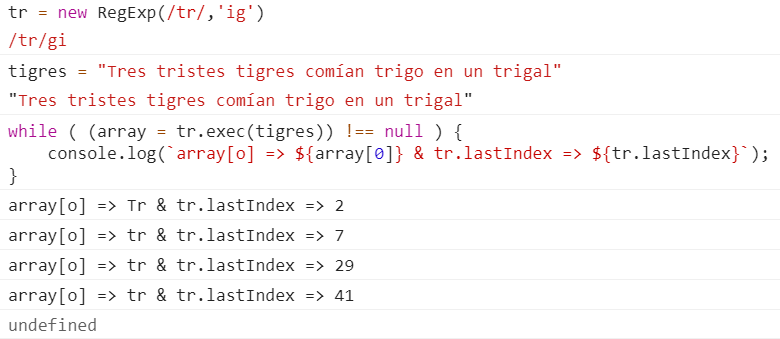 tr = new RegExp(/tr/,'ig')
/tr/gi
tigres = "Tres tristes tigres comían trigo en un trigal"
"Tres tristes tigres comían trigo en un trigal"
while ( (array = tr.exec(tigres)) !== null ) {
    console.log(`array[o] => ${array[0]} & tr.lastIndex => ${tr.lastIndex}`);
}
array[o] => Tr & tr.lastIndex => 2
array[o] => tr & tr.lastIndex => 7
array[o] => tr & tr.lastIndex => 29
array[o] => tr & tr.lastIndex => 41
undefined